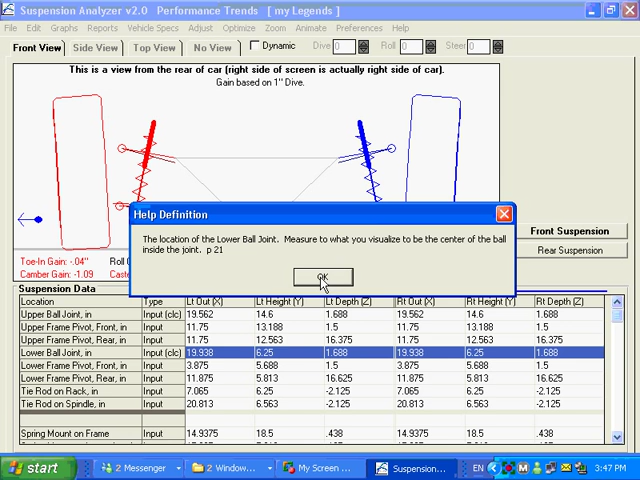 Suspension Analyzer v2.0 Performance Trends [ my Legends ]
File Edit Graphs Reports Vehicle Specs Adjust Optimize Zoom Animate Preferences Help
Front View Side View Top View No View Dynamic Dive 0 Roll 0 Steer 0
This is a view from the rear of car (right side of screen is actually right side of car).
Gain based on 1" Dive.
Help Definition
The location of the Lower Ball Joint. Measure to what you visualize to be the center of the ball
inside the joint. p 21
OK
Front Suspension
Rear Suspension
Toe-In Gain: -.04" Roll
Camber Gain: -1.09 Caste
Suspension Data
Location Type Lt Out (X) Lt Height (Y) Lt Depth (Z) Rt Out (X) Rt Height (Y) Rt Depth (Z)
Upper Ball Joint, in Input (clc) 19.562 14.6 1.688 19.562 14.6 1.688
Upper Frame Pivot, Front, in Input 11.75 13.188 1.5 11.75 13.188 1.5
Upper Frame Pivot, Rear, in Input 11.75 12.563 16.375 11.75 12.563 16.375
Lower Ball Joint, in Input (clc) 19.938 6.25 1.688 19.938 6.25 1.688
Lower Frame Pivot, Front, in Input 3.875 5.688 1.5 3.875 5.688 1.5
Lower Frame Pivot, Rear, in Input 11.875 5.813 16.625 11.875 5.813 16.625
Tie Rod on Rack, in Input 7.065 6.25 -2.125 7.065 6.25 -2.125
Tie Rod on Spindle, in Input 20.813 6.563 -2.125 20.813 6.563 -2.125
Spring Mount on Frame Input 14.9375 18.5 .438 14.9375 18.5 .438
start 2 Messenger 2 Window... My Screen ... Suspension... EN 3:47 PM